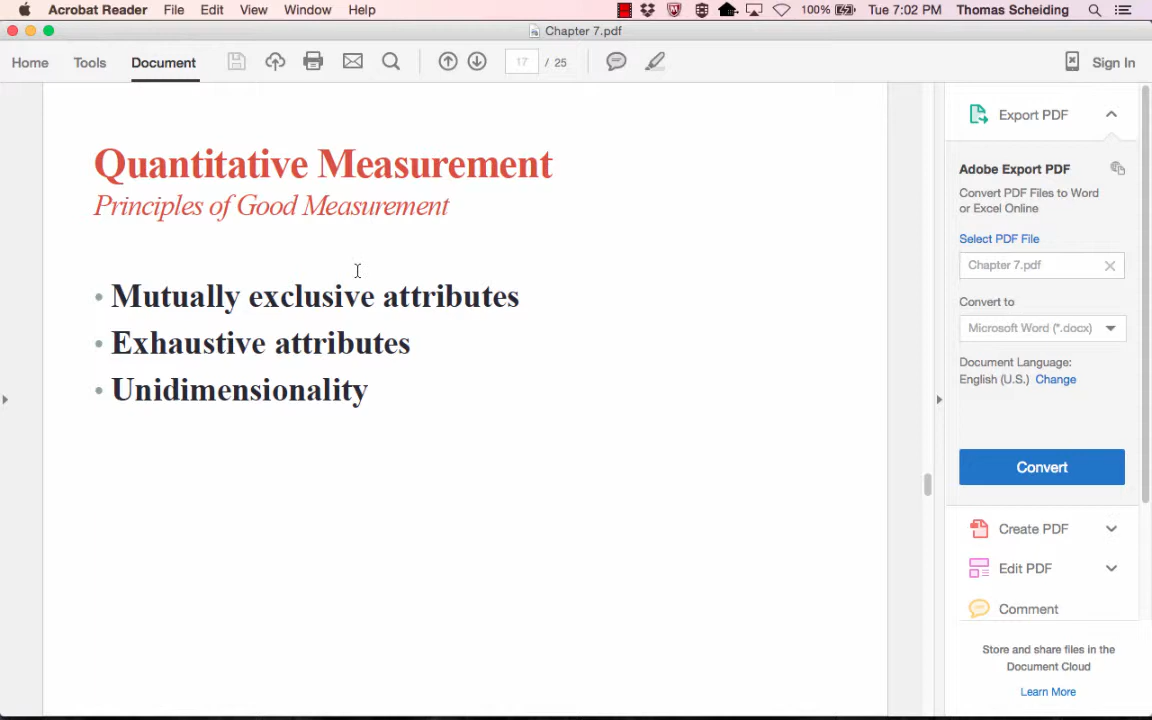 Acrobat Reader File Edit View Window Help 100% Tue 7:02 PM Thomas Scheiding
Chapter 7.pdf
Home Tools Document 17 / 25 Sign In
Quantitative Measurement
Principles of Good Measurement
• Mutually exclusive attributes
• Exhaustive attributes
• Unidimensionality
Export PDF
Adobe Export PDF
Convert PDF Files to Word
or Excel Online
Select PDF File
Chapter 7.pdf
Convert to
Microsoft Word (*.docx)
Document Language:
English (U.S.) Change
Convert
Create PDF
Edit PDF
Comment
Store and share files in the
Document Cloud
Learn More